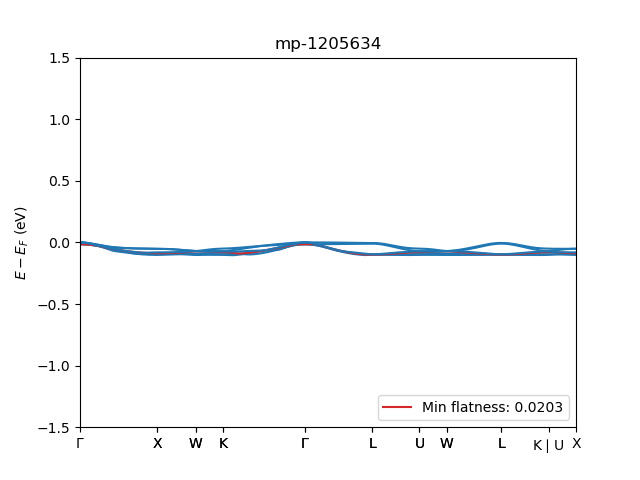 mp-1205634
E − E_F (eV)
1.5
1.0
0.5
0.0
−0.5
−1.0
−1.5
Min flatness: 0.0203
Γ X W K Γ L U W L K | U X